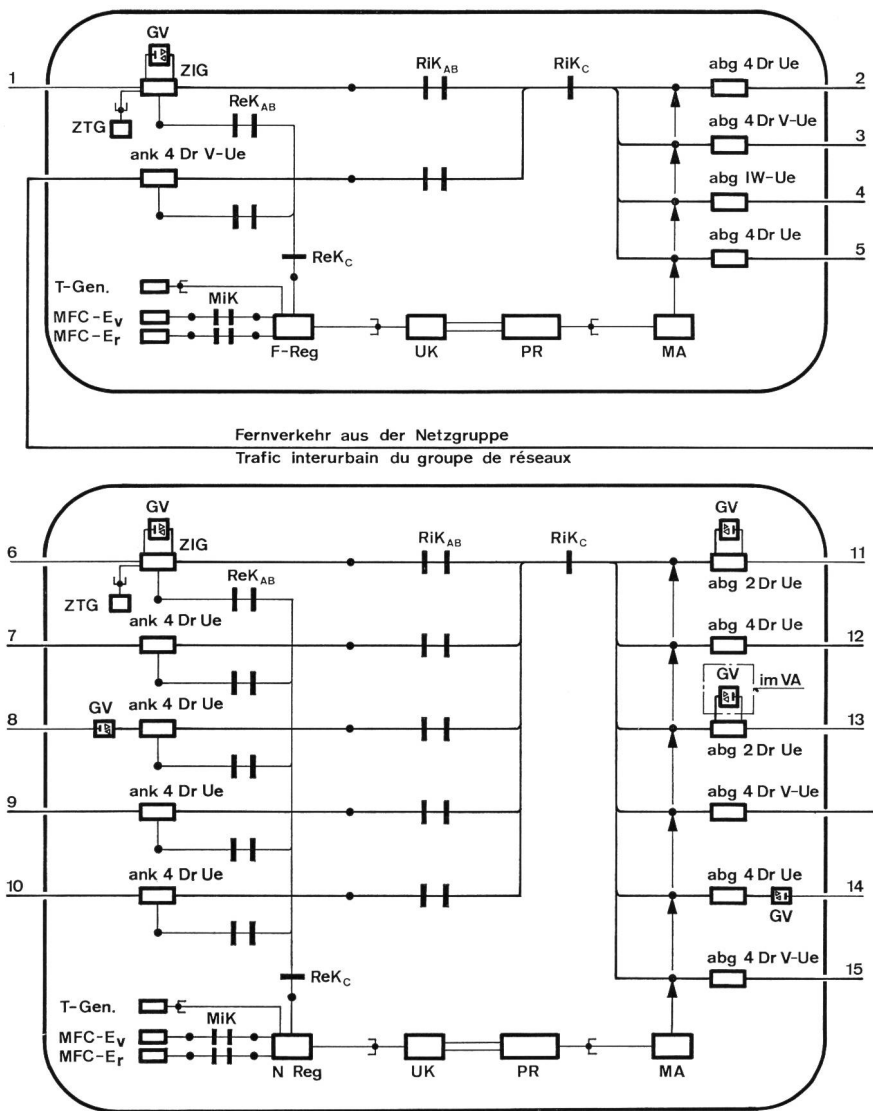 GV
ZIG
1
ZTG
ReK_AB
RiK_AB
RiK_C
abg 4 Dr Ue
2
ank 4 Dr V-Ue
abg 4 Dr V-Ue
3
abg IW-Ue
4
abg 4 Dr Ue
5
ReK_C
T-Gen.
MiK
MFC-E_v
MFC-E_r
F-Reg
UK
PR
MA
Fernverkehr aus der Netzgruppe
Trafic interurbain du groupe de réseaux
GV
ZIG
6
ZTG
ReK_AB
RiK_AB
RiK_C
GV
11
abg 2 Dr Ue
ank 4 Dr Ue
7
abg 4 Dr Ue
12
GV
ank 4 Dr Ue
8
GV
im VA
13
abg 2 Dr Ue
ank 4 Dr Ue
9
abg 4 Dr V-Ue
ank 4 Dr Ue
10
abg 4 Dr Ue
14
GV
abg 4 Dr V-Ue
15
ReK_C
T-Gen.
MiK
MFC-E_v
MFC-E_r
N Reg
UK
PR
MA